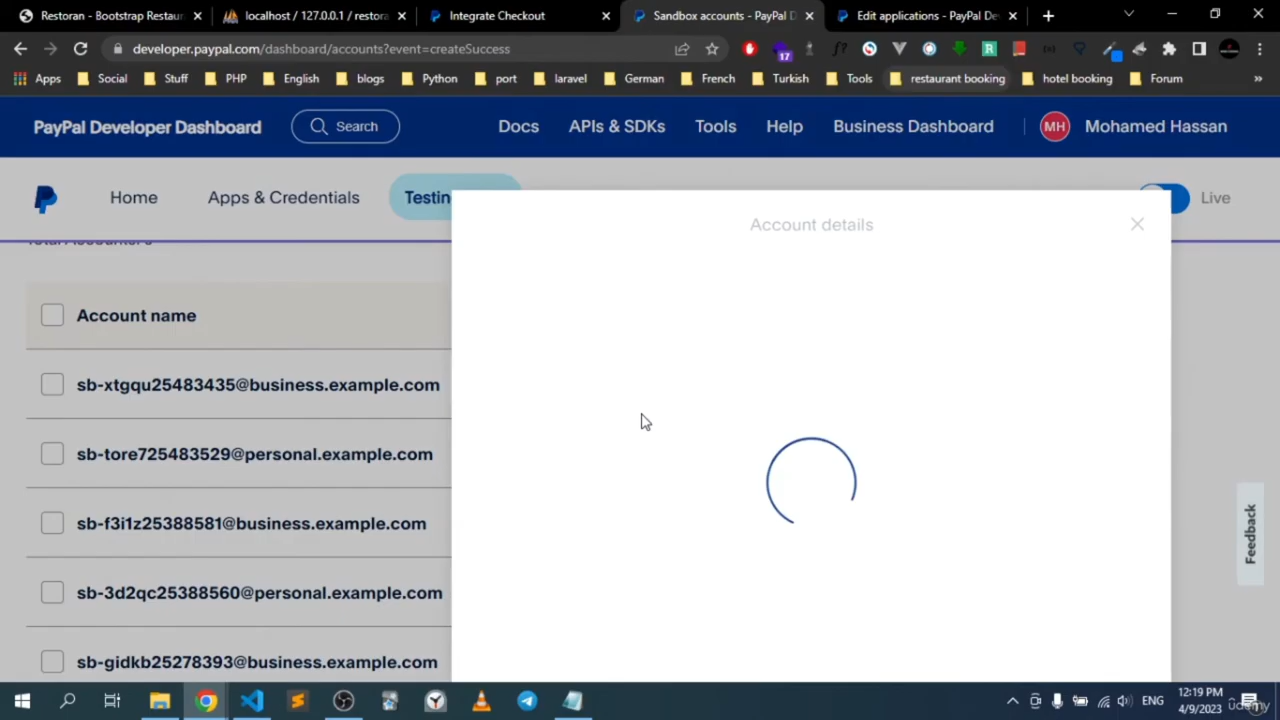 Restoran - Bootstrap Restaur
localhost / 127.0.0.1 / restora
Integrate Checkout
Sandbox accounts - PayPal D
Edit applications - PayPal De
developer.paypal.com/dashboard/accounts?event=createSuccess
17
Apps
Social
Stuff
PHP
English
blogs
Python
port
laravel
German
French
Turkish
Tools
restaurant booking
hotel booking
Forum
PayPal Developer Dashboard
Search
Docs
APIs & SDKs
Tools
Help
Business Dashboard
MH
Mohamed Hassan
Home
Apps & Credentials
Testin
Live
Account details
Account name
sb-xtgqu25483435@business.example.com
sb-tore725483529@personal.example.com
sb-f3i1z25388581@business.example.com
sb-3d2qc25388560@personal.example.com
sb-gidkb25278393@business.example.com
Feedback
ENG
12:19 PM
4/9/2023
udemy